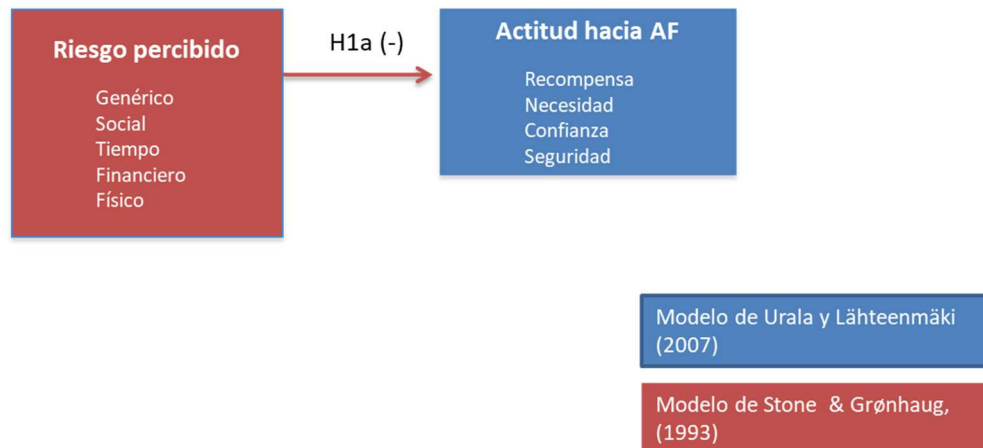 Riesgo percibido
Genérico
Social
Tiempo
Financiero
Físico
H1a (-)
Actitud hacia AF
Recompensa
Necesidad
Confianza
Seguridad
Modelo de Urala y Lähteenmäki
(2007)
Modelo de Stone & Grønhaug,
(1993)